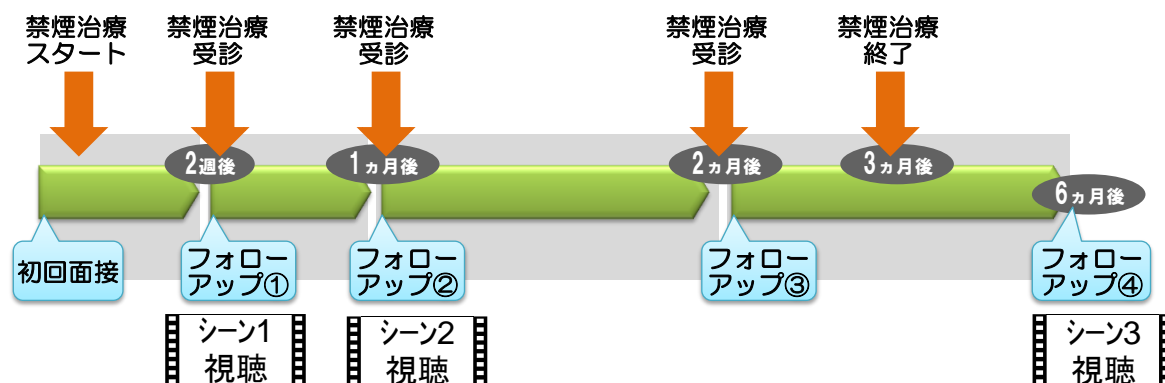 禁煙治療
スタート
禁煙治療
受診
禁煙治療
受診
禁煙治療
受診
禁煙治療
終了
2週後
1ヵ月後
2ヵ月後
3ヵ月後
6ヵ月後
初回面接
フォロー
アップ①
フォロー
アップ②
フォロー
アップ③
フォロー
アップ④
シーン1
視聴
シーン2
視聴
シーン3
視聴